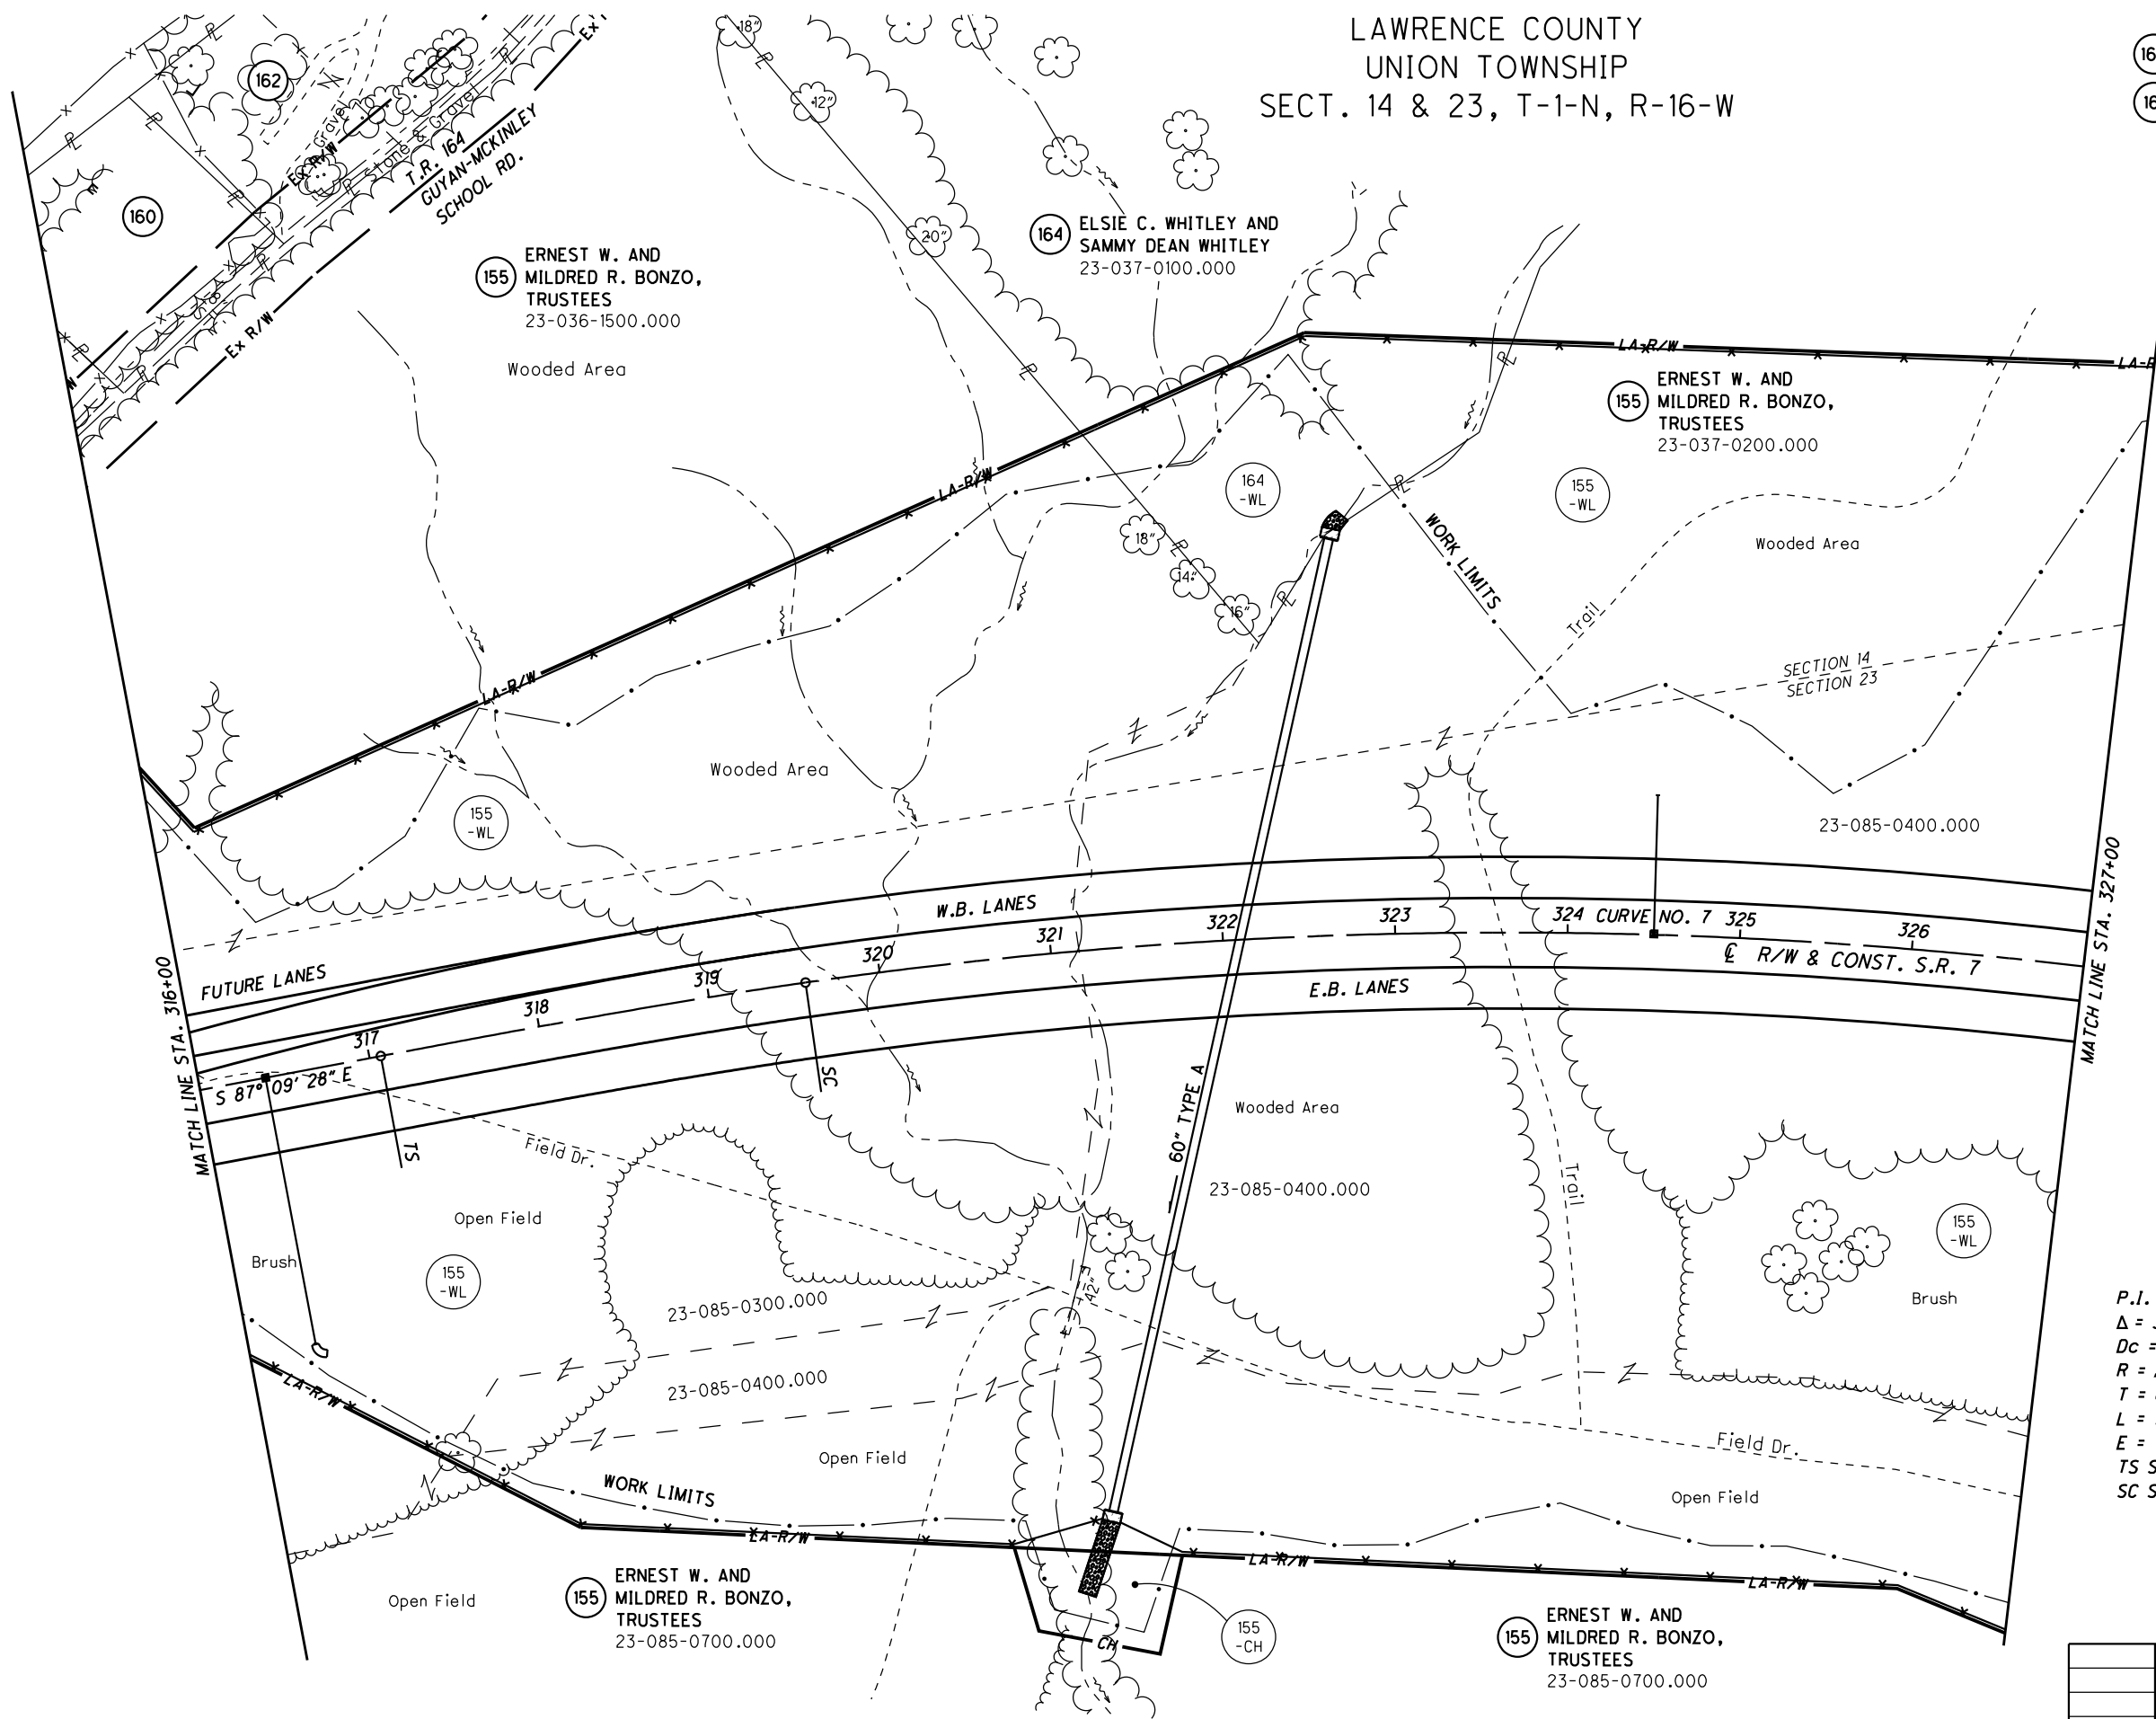 LAWRENCE COUNTY
UNION TOWNSHIP
SECT. 14 & 23, T-1-N, R-16-W
162
160
Ex R/W
Gravel
Stone & Gravel
T.R. 164
GUYAN-MCKINLEY
SCHOOL RD.
Ex R/W
18"
12"
20"
155
ERNEST W. AND
MILDRED R. BONZO,
TRUSTEES
23-036-1500.000
Wooded Area
164
ELSIE C. WHITLEY AND
SAMMY DEAN WHITLEY
23-037-0100.000
LA-R/W
155
ERNEST W. AND
MILDRED R. BONZO,
TRUSTEES
23-037-0200.000
LA-R/W
164
-WL
155
-WL
18"
14"
16"
WORK LIMITS
Wooded Area
Trail
SECTION 14
SECTION 23
LA-R/W
Wooded Area
155
-WL
23-085-0400.000
MATCH LINE STA. 327+00
W.B. LANES
FUTURE LANES
317
318
319
320
321
322
323
324
CURVE NO. 7
325
326
℄ R/W & CONST. S.R. 7
E.B. LANES
MATCH LINE STA. 316+00
S 87° 09' 28" E
TS
SC
60" TYPE A
Wooded Area
23-085-0400.000
Field Dr.
Trail
Open Field
Brush
155
-WL
155
-WL
Brush
42"
23-085-0300.000
23-085-0400.000
P.I.
Δ =
Dc =
R =
T =
L =
E =
TS S
SC S
LA-R/W
Open Field
Field Dr.
WORK LIMITS
Open Field
LA-R/W
LA-R/W
LA-R/W
Open Field
155
ERNEST W. AND
MILDRED R. BONZO,
TRUSTEES
23-085-0700.000
CH
155
-CH
155
ERNEST W. AND
MILDRED R. BONZO,
TRUSTEES
23-085-0700.000